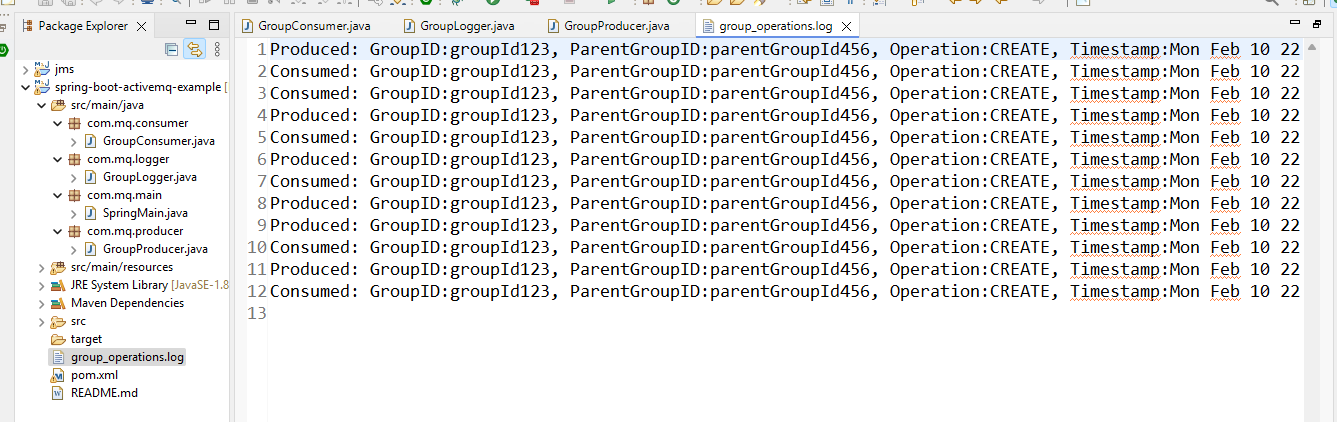 Package Explorer
jms
spring-boot-activemq-example [
src/main/java
com.mq.consumer
GroupConsumer.java
com.mq.logger
GroupLogger.java
com.mq.main
SpringMain.java
com.mq.producer
GroupProducer.java
src/main/resources
JRE System Library [JavaSE-1.8
Maven Dependencies
src
target
group_operations.log
pom.xml
README.md
GroupConsumer.java GroupLogger.java GroupProducer.java group_operations.log
1 Produced: GroupID:groupId123, ParentGroupID:parentGroupId456, Operation:CREATE, Timestamp:Mon Feb 10 22
2 Consumed: GroupID:groupId123, ParentGroupID:parentGroupId456, Operation:CREATE, Timestamp:Mon Feb 10 22
3 Consumed: GroupID:groupId123, ParentGroupID:parentGroupId456, Operation:CREATE, Timestamp:Mon Feb 10 22
4 Produced: GroupID:groupId123, ParentGroupID:parentGroupId456, Operation:CREATE, Timestamp:Mon Feb 10 22
5 Consumed: GroupID:groupId123, ParentGroupID:parentGroupId456, Operation:CREATE, Timestamp:Mon Feb 10 22
6 Produced: GroupID:groupId123, ParentGroupID:parentGroupId456, Operation:CREATE, Timestamp:Mon Feb 10 22
7 Consumed: GroupID:groupId123, ParentGroupID:parentGroupId456, Operation:CREATE, Timestamp:Mon Feb 10 22
8 Produced: GroupID:groupId123, ParentGroupID:parentGroupId456, Operation:CREATE, Timestamp:Mon Feb 10 22
9 Produced: GroupID:groupId123, ParentGroupID:parentGroupId456, Operation:CREATE, Timestamp:Mon Feb 10 22
10 Consumed: GroupID:groupId123, ParentGroupID:parentGroupId456, Operation:CREATE, Timestamp:Mon Feb 10 22
11 Produced: GroupID:groupId123, ParentGroupID:parentGroupId456, Operation:CREATE, Timestamp:Mon Feb 10 22
12 Consumed: GroupID:groupId123, ParentGroupID:parentGroupId456, Operation:CREATE, Timestamp:Mon Feb 10 22
13